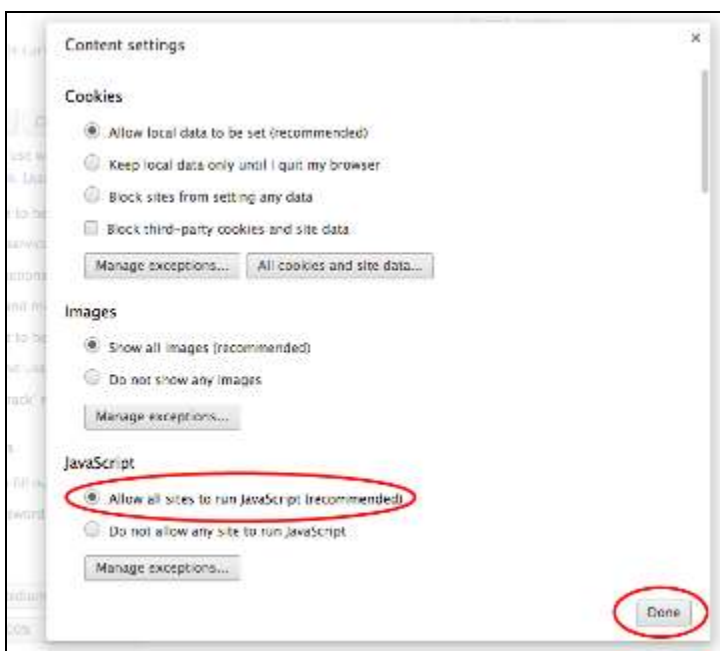 Content settings
×
Cookies
Allow local data to be set (recommended)
Keep local data only until I quit my browser
Block sites from setting any data
Block third-party cookies and site data
Manage exceptions... All cookies and site data...
Images
Show all images (recommended)
Do not show any images
Manage exceptions...
JavaScript
Allow all sites to run JavaScript (recommended)
Do not allow any site to run JavaScript
Manage exceptions...
Done